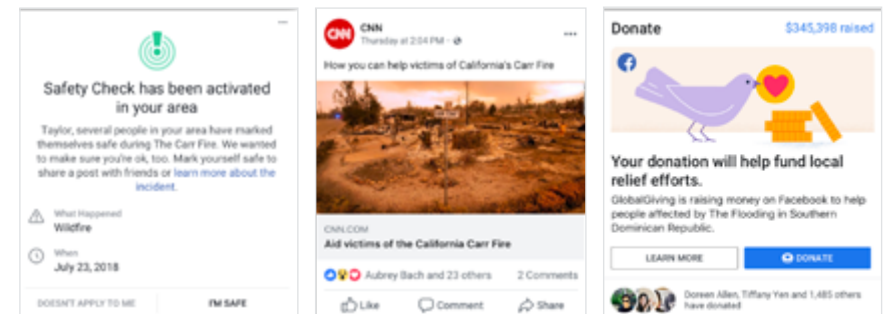 Safety Check has been activated
in your area
Taylor, several people in your area have marked
themselves safe during The Carr Fire. We wanted
to make sure you're ok, too. Mark yourself safe to
share a post with friends or learn more about the
incident.
What Happened
Wildfire
When
July 23, 2018
DOESN'T APPLY TO ME
I'M SAFE
CNN
CNN
Thursday at 2:04 PM
How you can help victims of California's Carr Fire
CNN.COM
Aid victims of the California Carr Fire
Aubrey Bach and 23 others
2 Comments
Like
Comment
Share
Donate
$345,398 raised
Your donation will help fund local
relief efforts.
GlobalGiving is raising money on Facebook to help
people affected by The Flooding in Southern
Dominican Republic.
LEARN MORE
DONATE
Doreen Allen, Tiffany Yen and 1,485 others
have donated